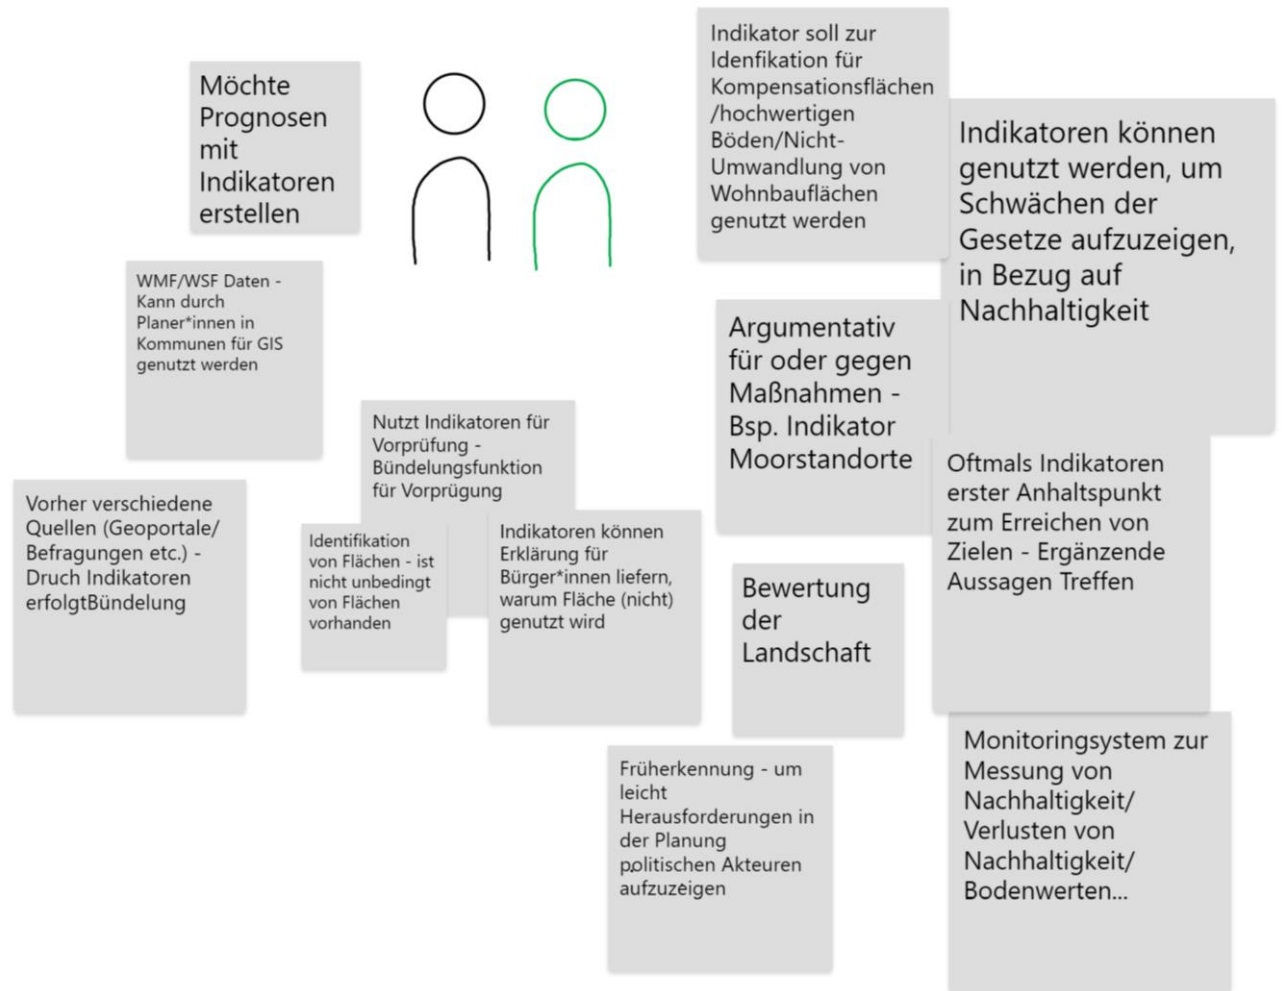 Möchte
Prognosen
mit
Indikatoren
erstellen
WMF/WSF Daten -
Kann durch
Planer*innen in
Kommunen für GIS
genutzt werden
Vorher verschiedene
Quellen (Geoportale/
Befragungen etc.) -
Druch Indikatoren
erfolgtBündelung
Nutzt Indikatoren für
Vorprüfung -
Bündelungsfunktion
für Vorprügung
Identifikation
von Flächen - ist
nicht unbedingt
von Flächen
vorhanden
Indikatoren können
Erklärung für
Bürger*innen liefern,
warum Fläche (nicht)
genutzt wird
Indikator soll zur
Idenfikation für
Kompensationsflächen
/hochwertigen
Böden/Nicht-
Umwandlung von
Wohnbauflächen
genutzt werden
Indikatoren können
genutzt werden, um
Schwächen der
Gesetze aufzuzeigen,
in Bezug auf
Nachhaltigkeit
Argumentativ
für oder gegen
Maßnahmen -
Bsp. Indikator
Moorstandorte
Oftmals Indikatoren
erster Anhaltspunkt
zum Erreichen von
Zielen - Ergänzende
Aussagen Treffen
Bewertung
der
Landschaft
Früherkennung - um
leicht
Herausforderungen in
der Planung
politischen Akteuren
aufzuzeigen
Monitoringsystem zur
Messung von
Nachhaltigkeit/
Verlusten von
Nachhaltigkeit/
Bodenwerten...